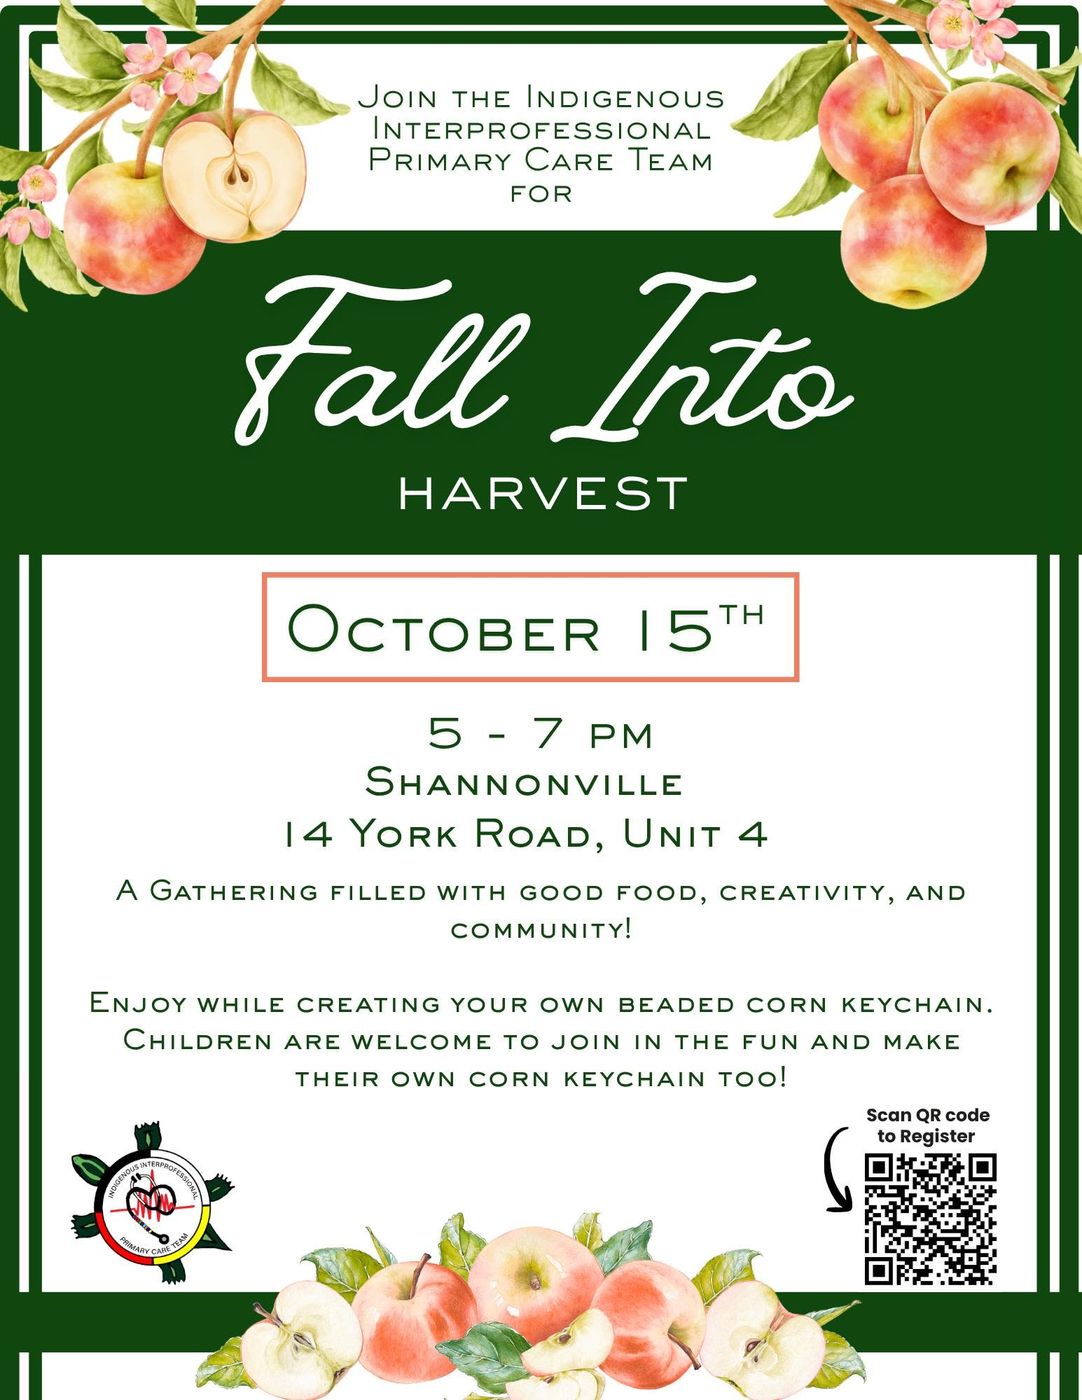 Join the Indigenous
Interprofessional
Primary Care Team
for
Fall Into
HARVEST
October 15TH
5 - 7 pm
Shannonville
14 York Road, Unit 4
A Gathering filled with good food, creativity, and
community!
Enjoy while creating your own beaded corn keychain.
Children are welcome to join in the fun and make
their own corn keychain too!
Scan QR code
to Register
INDIGENOUS INTERPROFESSIONAL
PRIMARY CARE TEAM